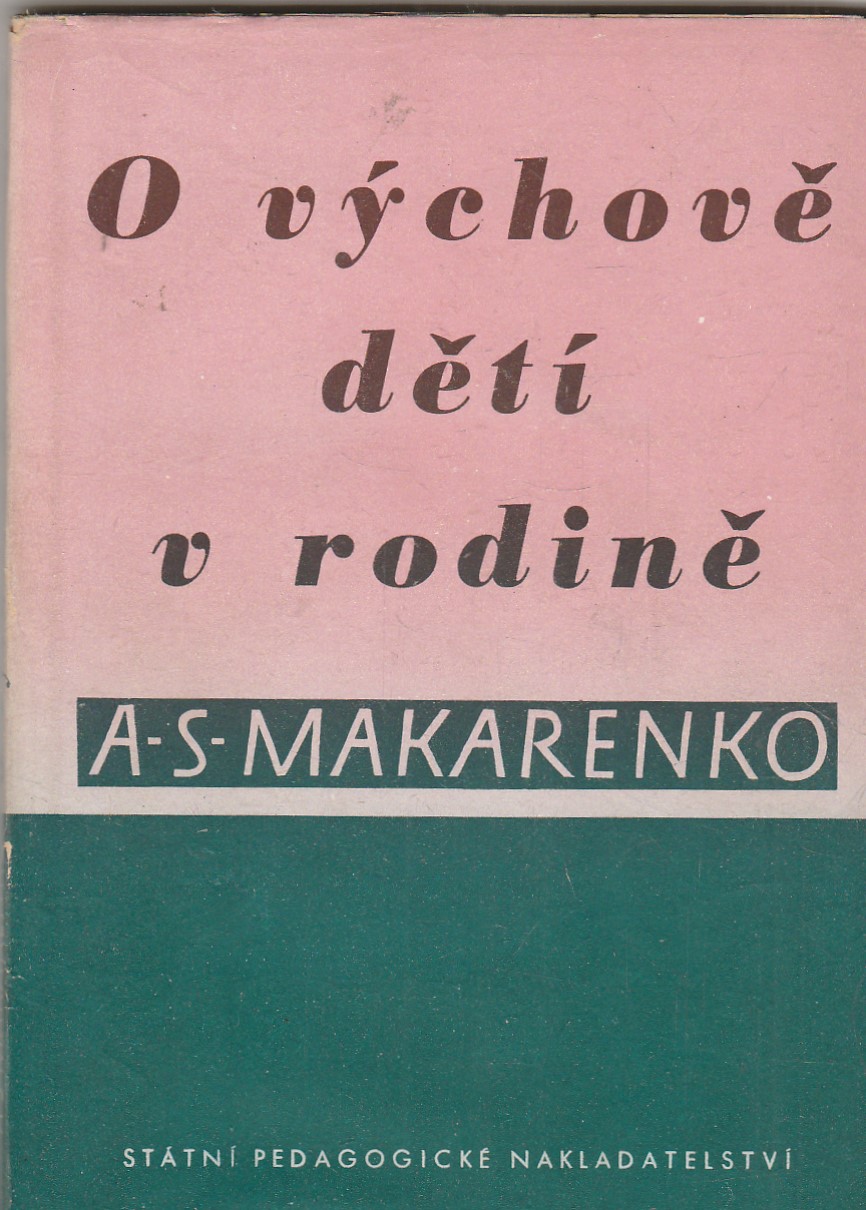 O výchově
dětí
v rodině
A-S-MAKARENKO
STÁTNÍ PEDAGOGICKÉ NAKLADATELSTVÍ